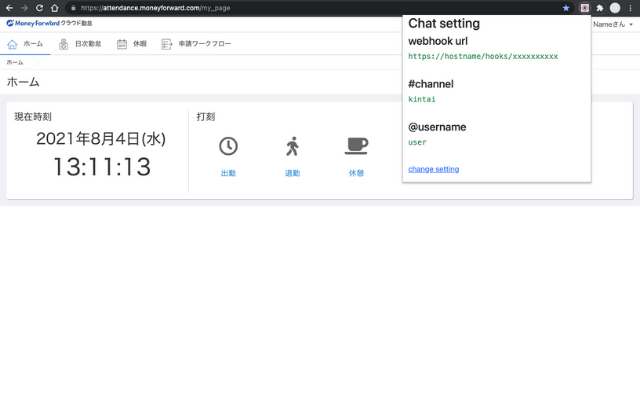 https://attendance.moneyforward.com/my_page
Money Forward クラウド勤怠
Nameさん
ホーム
日次勤怠
休暇
申請ワークフロー
ホーム
ホーム
現在時刻
2021年8月4日(水)
13:11:13
打刻
出勤
退勤
休憩
Chat setting
webhook url
https://hostname/hooks/xxxxxxxxxx
#channel
kintai
@username
user
change setting